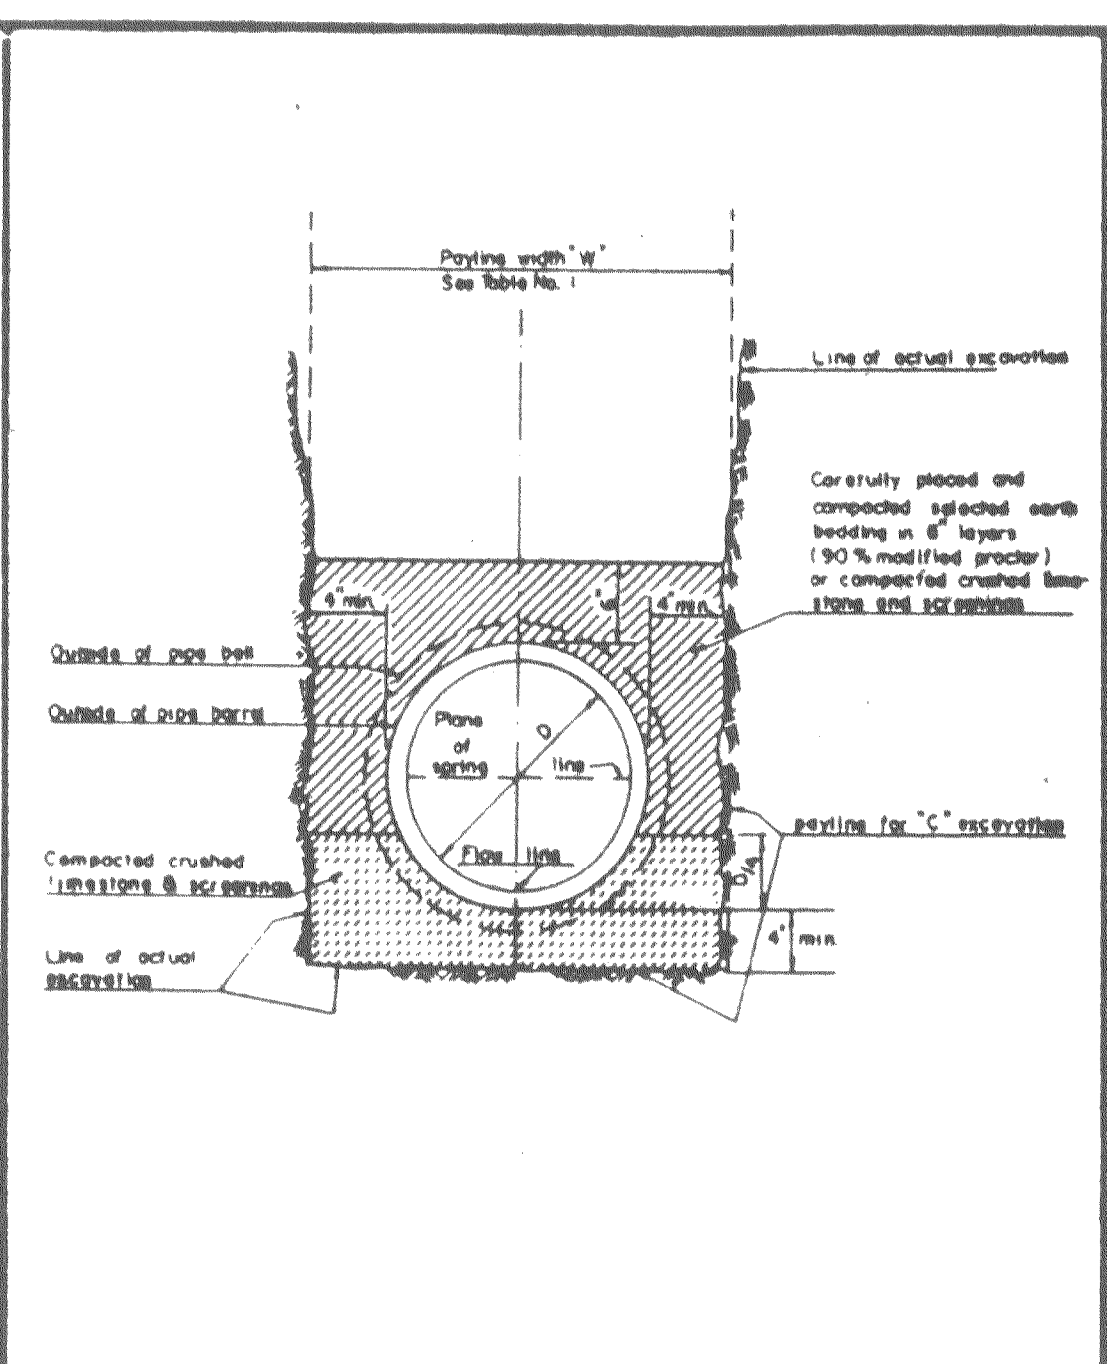 Payline width "W"
See Table No. 1
Line of actual excavation
Carefully placed and
compacted selected earth
bedding in 6" layers
(90 % modified proctor)
or compacted crushed lime-
stone and screenings
4" min.
4" min.
Outside of pipe bell
Outside of pipe barrel
Plane
of
spring
line
D
payline for "C" excavation
Flow line
Compacted crushed
limestone & screenings
D/4
4" min.
Line of actual
excavation